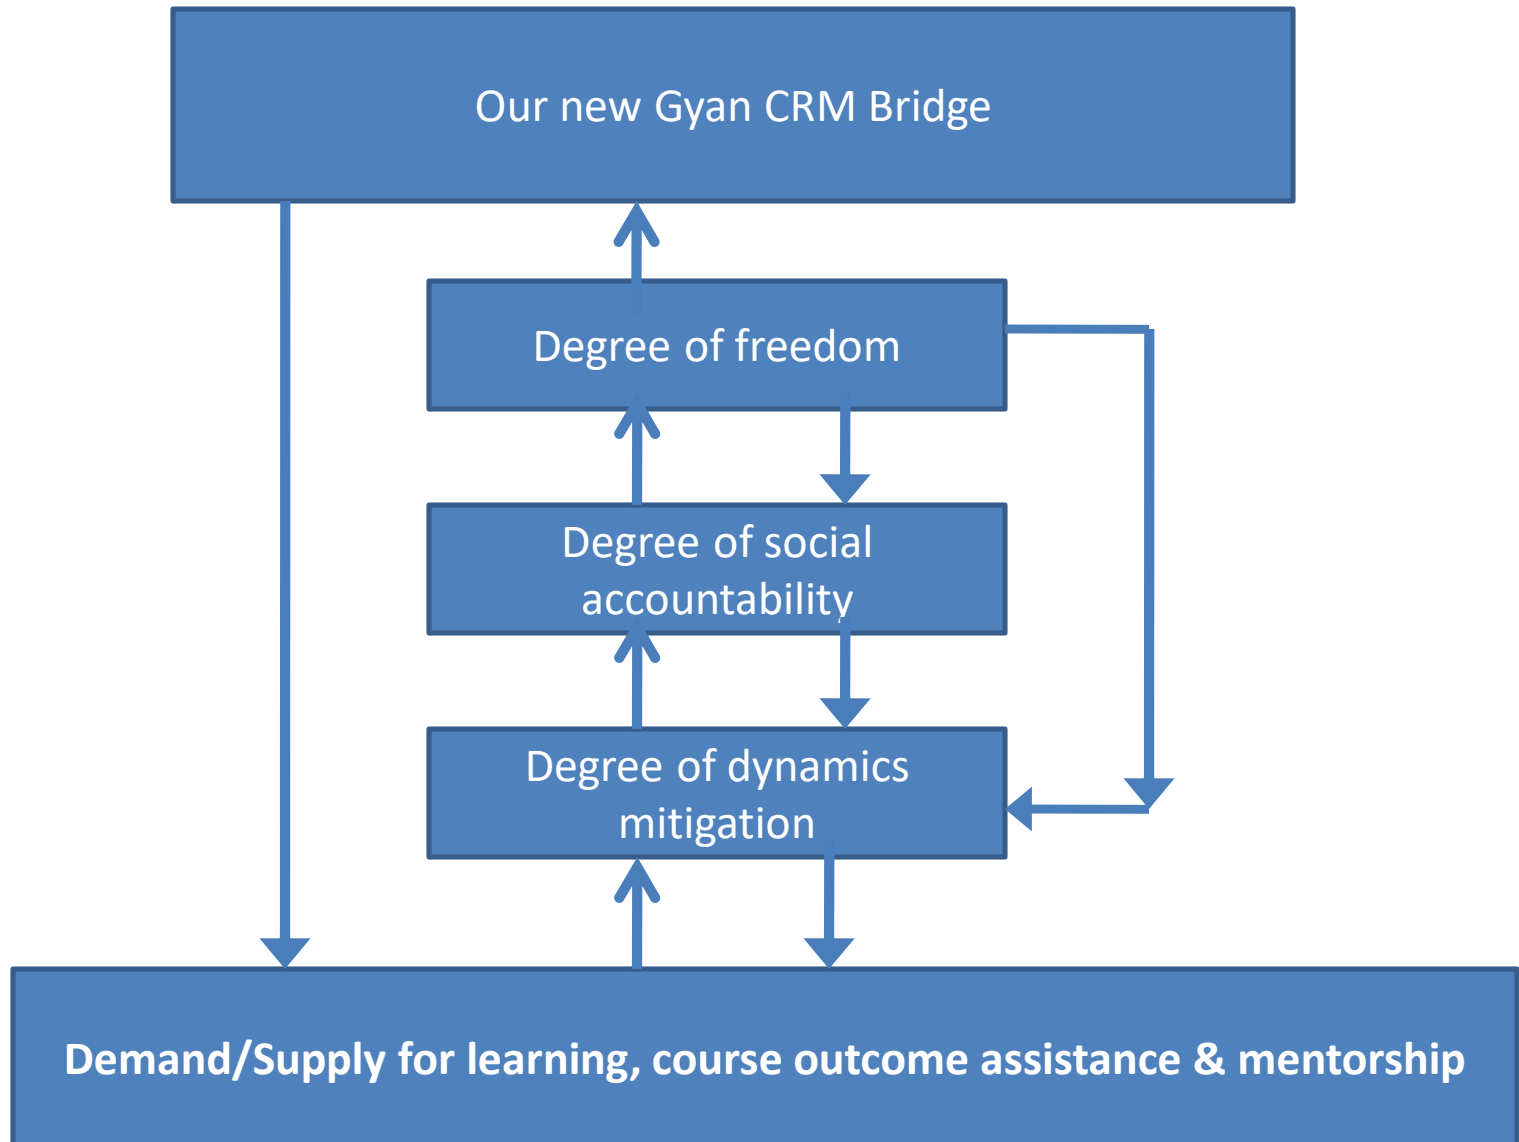 Our new Gyan CRM Bridge
Degree of freedom
Degree of social
accountability
Degree of dynamics
mitigation
Demand/Supply for learning, course outcome assistance & mentorship